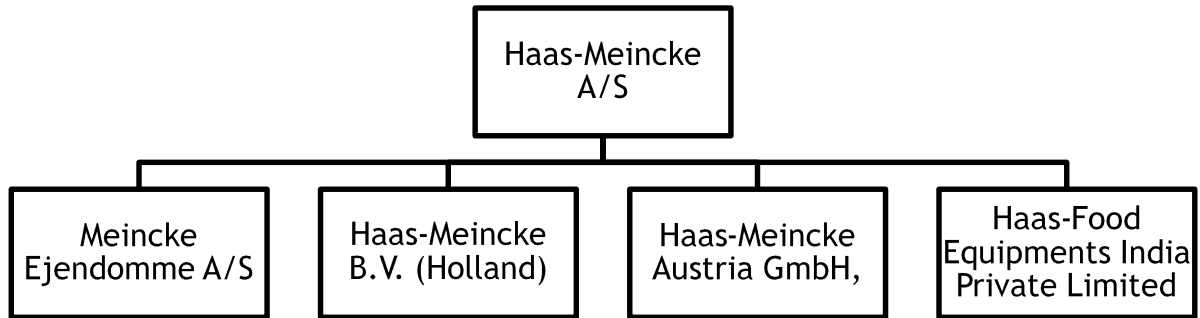 Haas-Meincke
A/S
Meincke
Ejendomme A/S
Haas-Meincke
B.V. (Holland)
Haas-Meincke
Austria GmbH,
Haas-Food
Equipments India
Private Limited